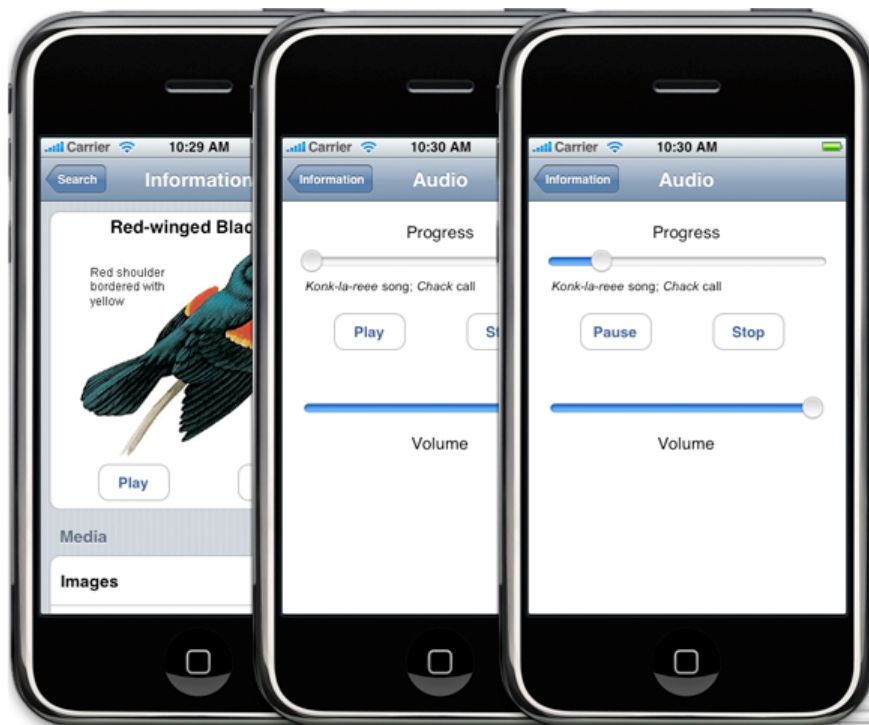 Carrier 10:29 AM
Search Information
Red-winged Blac
Red shoulder
bordered with
yellow
Play
Media
Images
Carrier 10:30 AM
Information Audio
Progress
Konk-la-reee song; Chack call
Play St
Volume
Carrier 10:30 AM
Information Audio
Progress
Konk-la-reee song; Chack call
Pause Stop
Volume